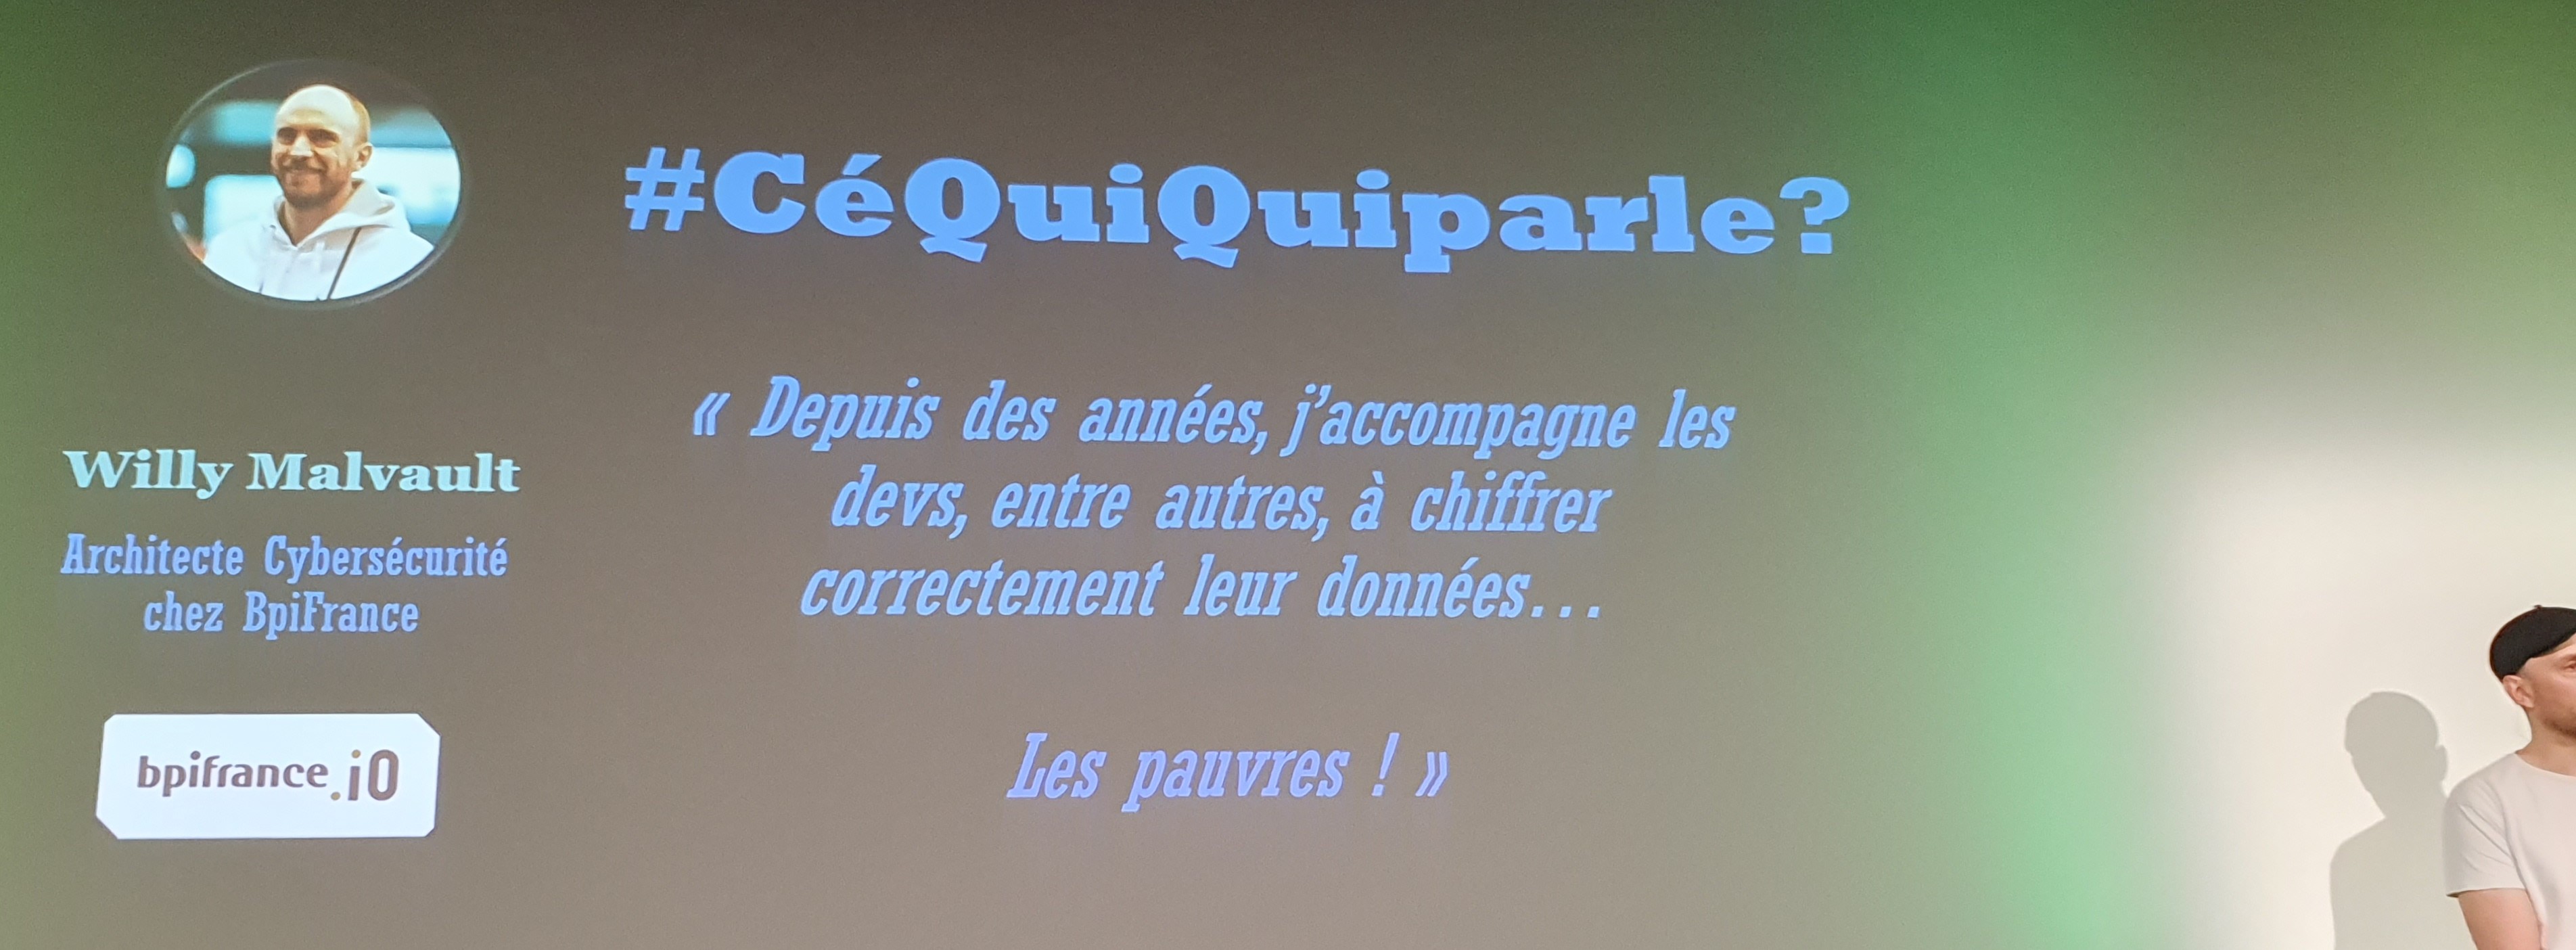 #CéQuiQuiparle?
« Depuis des années, j'accompagne les
devs, entre autres, à chiffrer
correctement leur données...
Les pauvres ! »
Willy Malvault
Architecte Cybersécurité
chez BpiFrance
bpifrance.iO